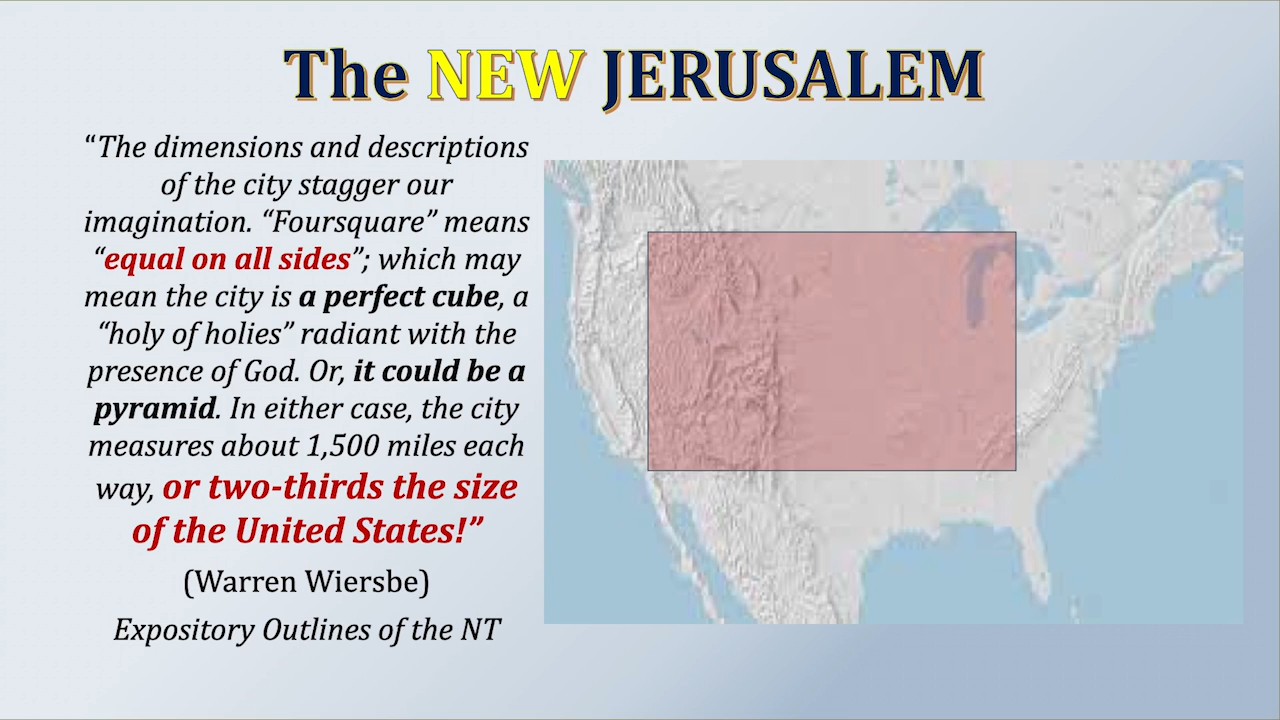 The NEW JERUSALEM
“The dimensions and descriptions
of the city stagger our
imagination. “Foursquare” means
“equal on all sides”; which may
mean the city is a perfect cube, a
“holy of holies” radiant with the
presence of God. Or, it could be a
pyramid. In either case, the city
measures about 1,500 miles each
way, or two-thirds the size
of the United States!”
(Warren Wiersbe)
Expository Outlines of the NT